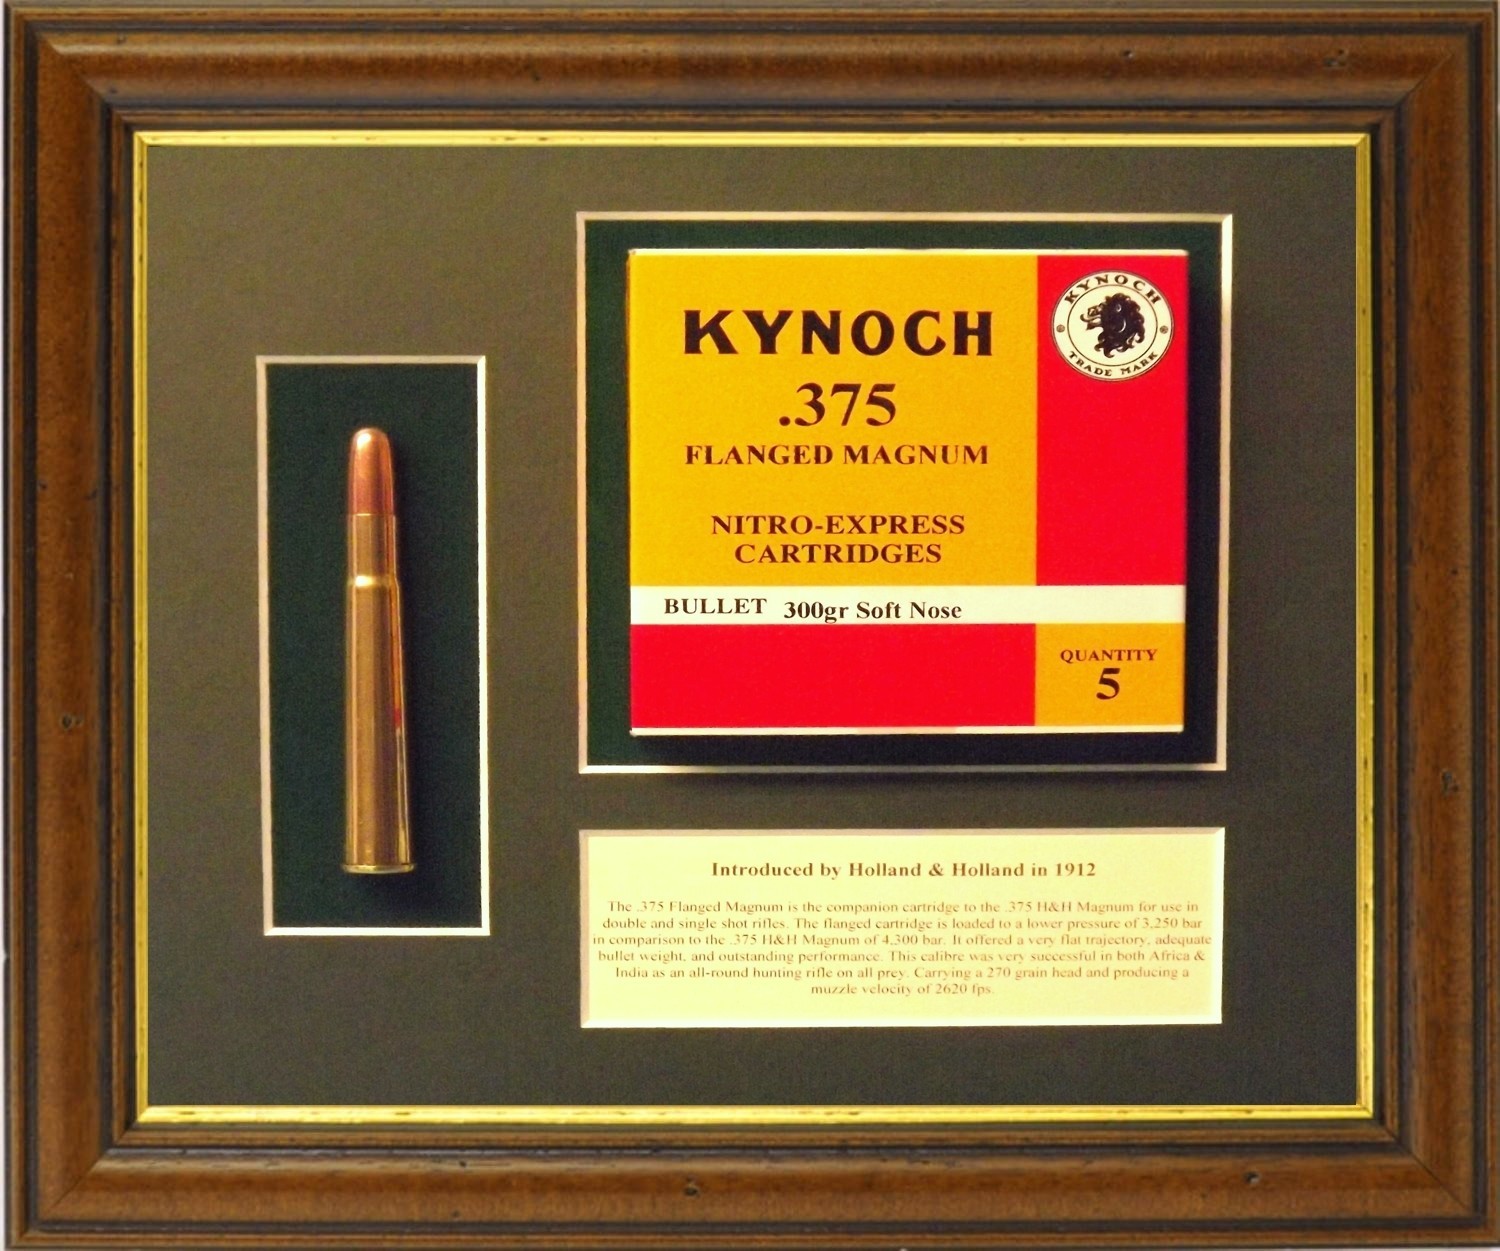 KYNOCH
TRADE MARK
KYNOCH
.375
FLANGED MAGNUM
NITRO-EXPRESS
CARTRIDGES
BULLET 300gr Soft Nose
QUANTITY
5
Introduced by Holland & Holland in 1912
The .375 Flanged Magnum is the companion cartridge to the .375 H&H Magnum for use in
double and single shot rifles. The flanged cartridge is loaded to a lower pressure of 3,250 bar
in comparison to the .375 H&H Magnum of 4,300 bar. It offered a very flat trajectory, adequate
bullet weight, and outstanding performance. This calibre was very successful in both Africa &
India as an all-round hunting rifle on all prey. Carrying a 270 grain head and producing a
muzzle velocity of 2620 fps.